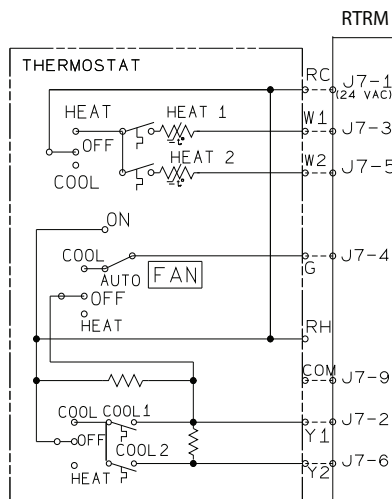 RTRM
THERMOSTAT
RC
J7-1
(24 VAC)
HEAT
HEAT 1
W1
J7-3
OFF
HEAT 2
W2
J7-5
COOL
ON
COOL
AUTO
FAN
G
J7-4
OFF
HEAT
RH
COM
J7-9
COOL
COOL1
Y1
J7-2
OFF
COOL2
HEAT
Y2
J7-6